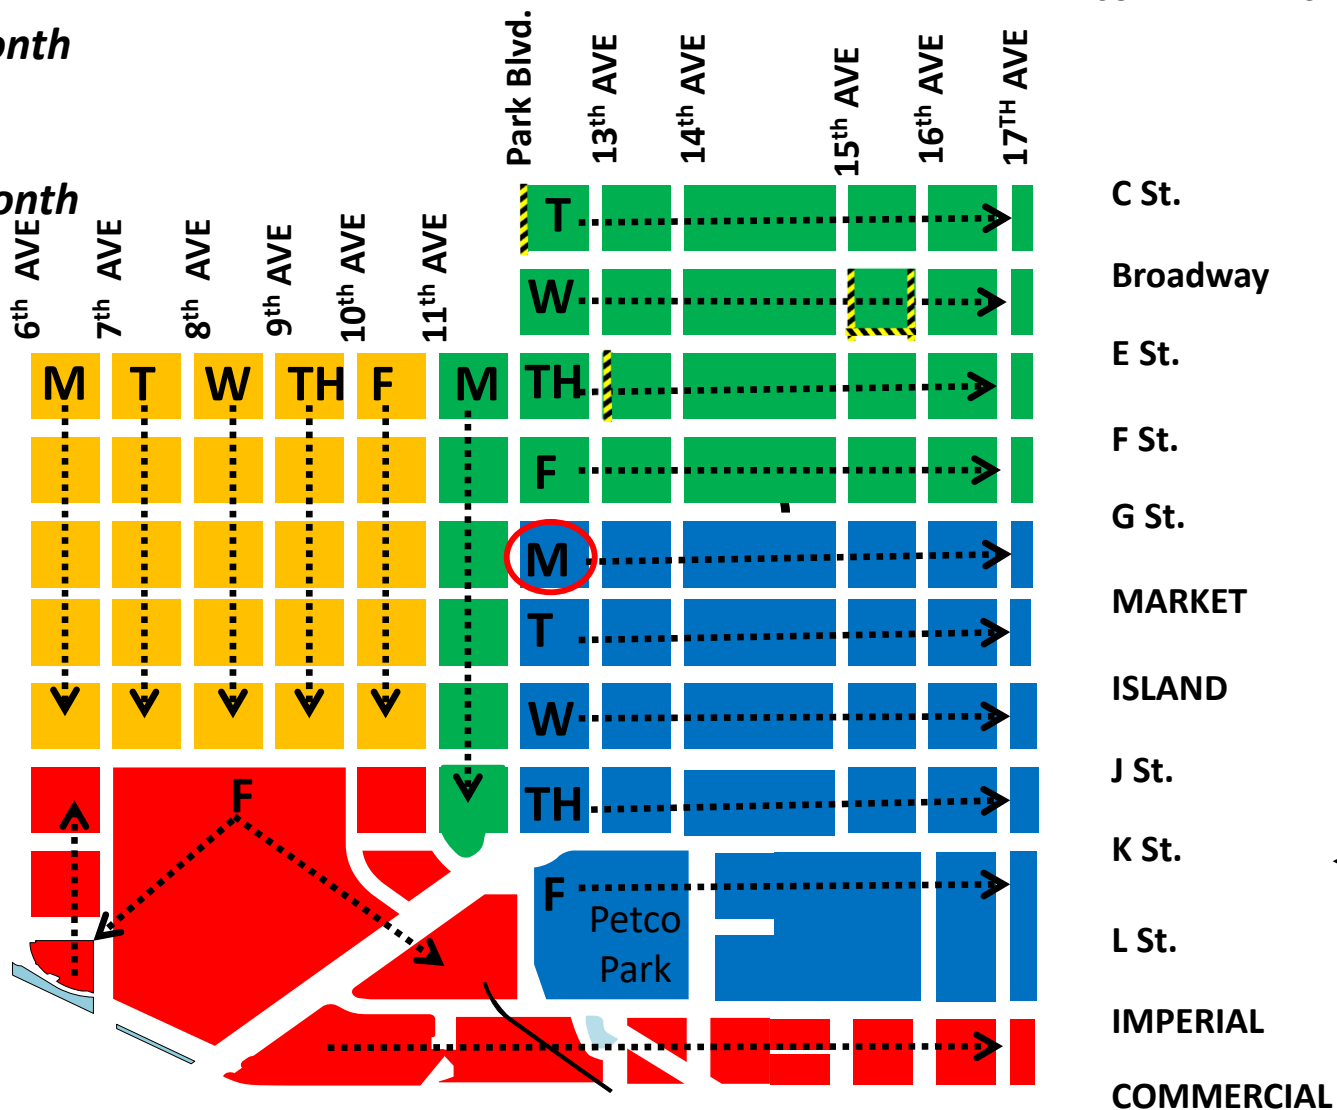 onth
onth
Park Blvd.
13th AVE
14th AVE
15th AVE
16th AVE
17TH AVE
6th AVE
7th AVE
8th AVE
9th AVE
10th AVE
11th AVE
T
C St.
W
Broadway
M T W TH F M TH
E St.
F
F St.
M
G St.
T
MARKET
W
ISLAND
F
TH
J St.
F
K St.
Petco
Park
L St.
IMPERIAL
COMMERCIAL